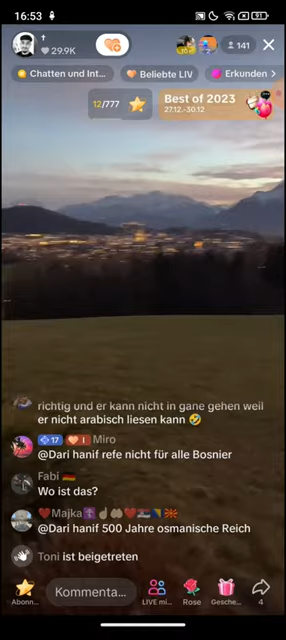 16:53
91
✝
29.9K
141
Chatten und Int...
Beliebte LIV
Erkunden >
12/777
Best of 2023
27.12.-30.12
richtig und er kann nicht in gane gehen weil
er nicht arabisch liesen kann 🤣
17 1 Miro
@Dari hanif refe nicht für alle Bosnier
Fabi 🇩🇪
Wo ist das?
Majka
@Dari hanif 500 Jahre osmanische Reich
Toni ist beigetreten
Kommenta...
Abonn... LIVE mi... Rose Gesche... 4